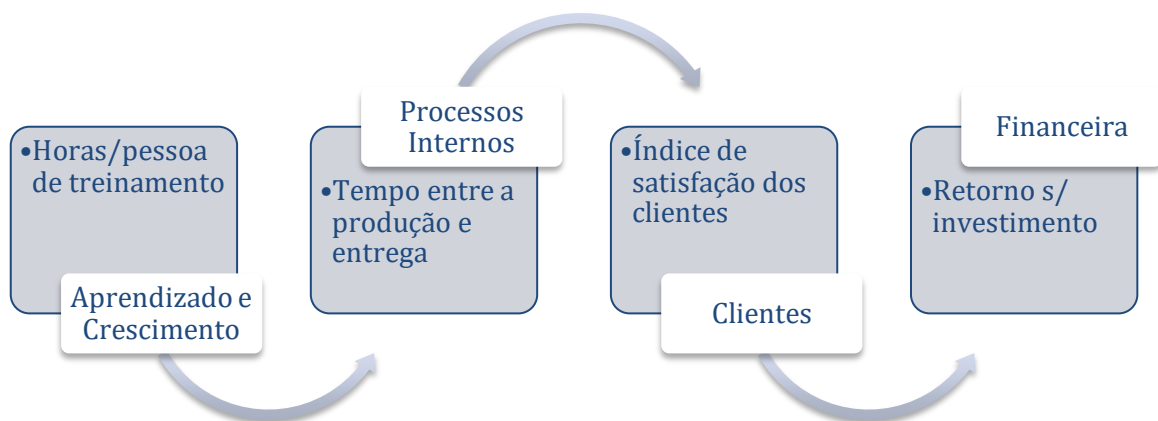 •Horas/pessoa
de treinamento
Aprendizado e
Crescimento
Processos
Internos
•Tempo entre a
produção e
entrega
•Índice de
satisfação dos
clientes
Clientes
Financeira
•Retorno s/
investimento